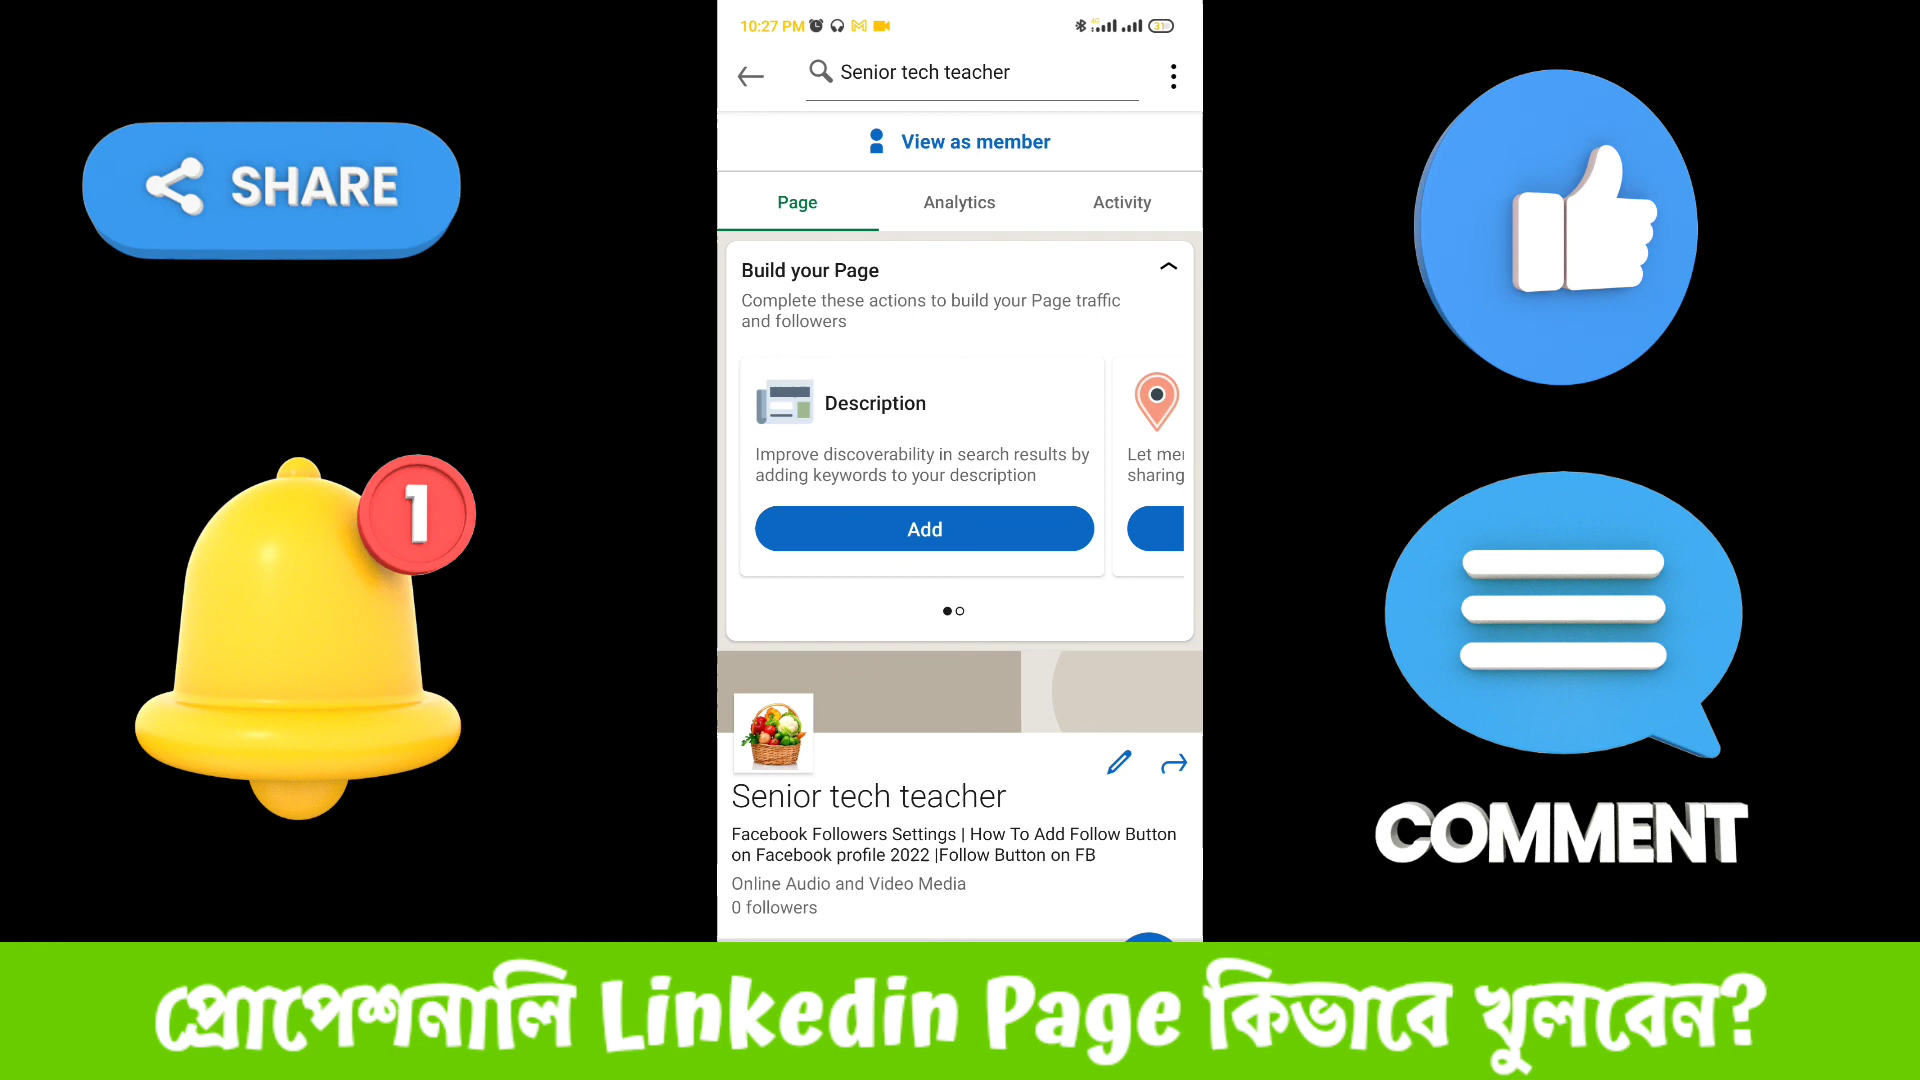 10:27 PM
4G
31
Senior tech teacher
SHARE
View as member
Page
Analytics
Activity
Build your Page
Complete these actions to build your Page traffic
and followers
Description
Improve discoverability in search results by
adding keywords to your description
Add
Let
sharing
1
Senior tech teacher
Facebook Followers Settings | How To Add Follow Button
on Facebook profile 2022 |Follow Button on FB
Online Audio and Video Media
0 followers
COMMENT
প্রোপেশনালি Linkedin Page কিভাবে খুলবেন?